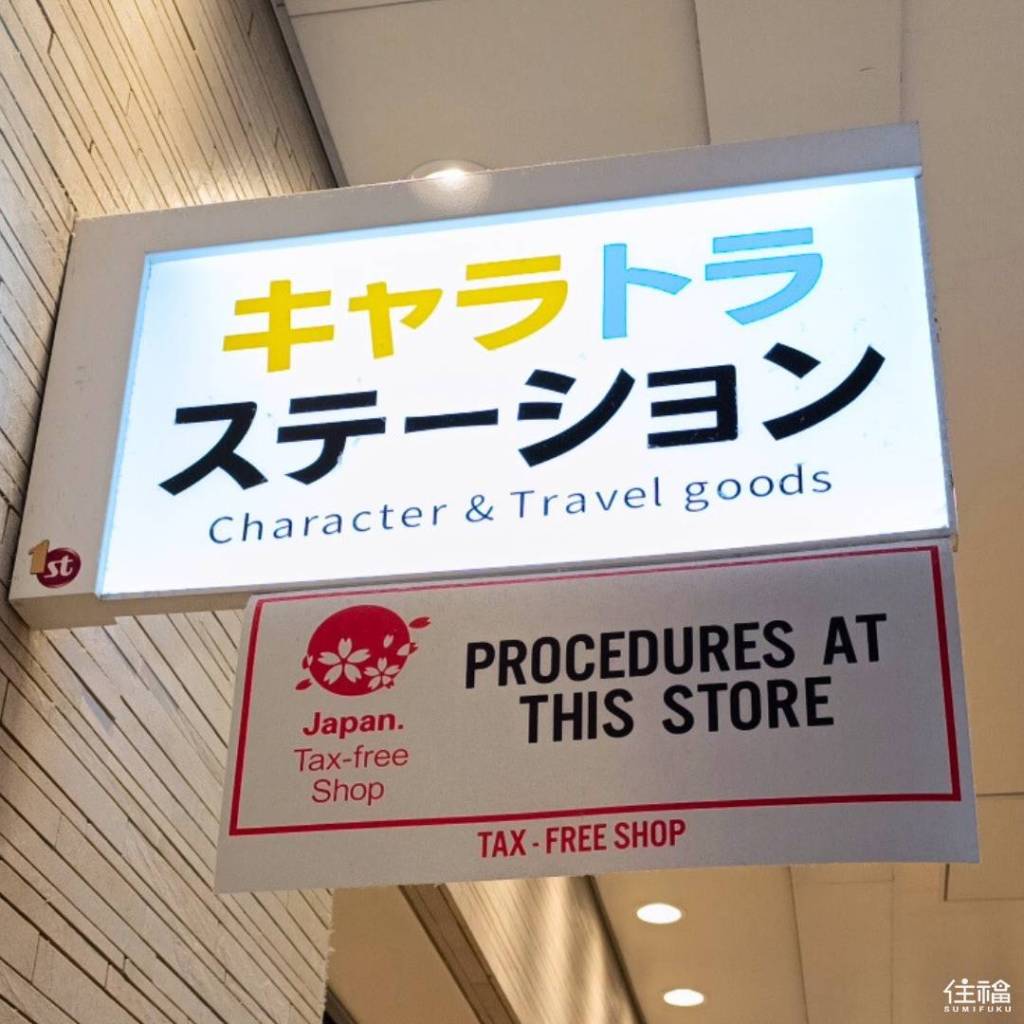 キャラトラ
ステーション
Character & Travel goods
1st
Japan.
Tax-free
Shop
PROCEDURES AT
THIS STORE
TAX-FREE SHOP
住福
SUMIFUKU